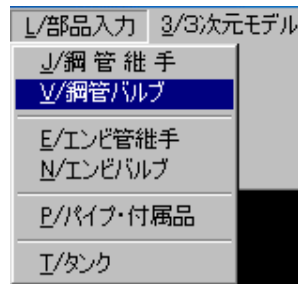 L/部品入力 3/3次元モデル
J/鋼 管 継 手
V/鋼管バルブ
E/エンビ管継手
N/エンビバルブ
P/パイプ・付属品
T/タンク